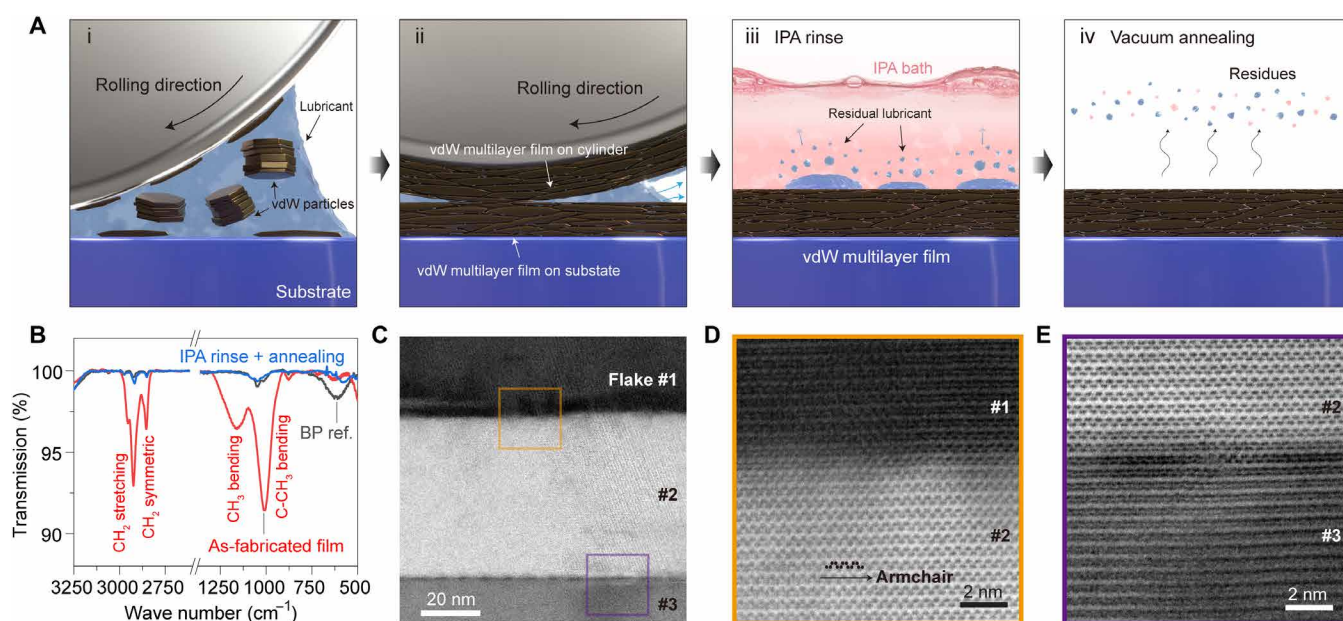 A
i
Rolling direction
Lubricant
vdW particles
Substrate
ii
Rolling direction
vdW multilayer film on cylinder
vdW multilayer film on substate
iii IPA rinse
IPA bath
Residual lubricant
vdW multilayer film
iv Vacuum annealing
Residues
B
IPA rinse + annealing
BP ref.
CH2 stretching
CH2 symmetric
CH3 bending
C-CH3 bending
As-fabricated film
Transmission (%)
100
95
90
3250 3000 2750 1250 1000 750 500
Wave number (cm−1)
C
Flake #1
#2
#3
20 nm
D
#1
#2
Armchair
2 nm
E
#2
#3
2 nm